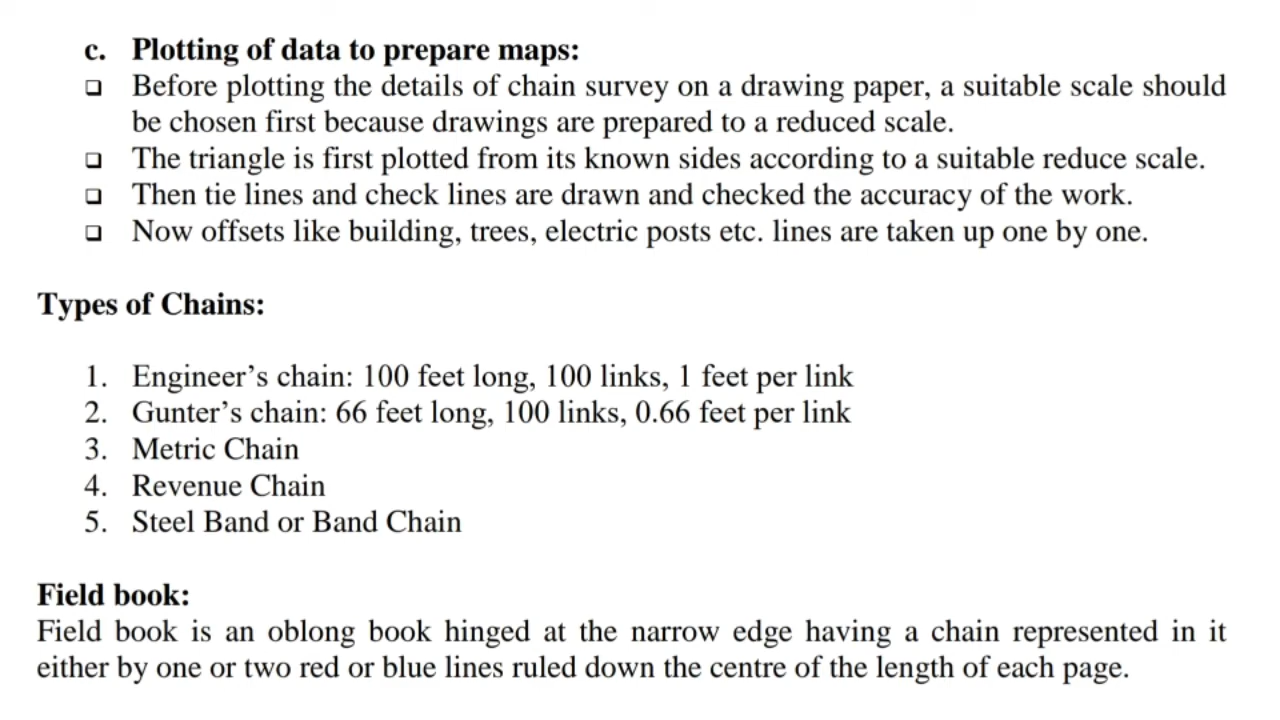 c. Plotting of data to prepare maps:
❑ Before plotting the details of chain survey on a drawing paper, a suitable scale should
be chosen first because drawings are prepared to a reduced scale.
❑ The triangle is first plotted from its known sides according to a suitable reduce scale.
❑ Then tie lines and check lines are drawn and checked the accuracy of the work.
❑ Now offsets like building, trees, electric posts etc. lines are taken up one by one.
Types of Chains:
1. Engineer’s chain: 100 feet long, 100 links, 1 feet per link
2. Gunter’s chain: 66 feet long, 100 links, 0.66 feet per link
3. Metric Chain
4. Revenue Chain
5. Steel Band or Band Chain
Field book:
Field book is an oblong book hinged at the narrow edge having a chain represented in it
either by one or two red or blue lines ruled down the centre of the length of each page.